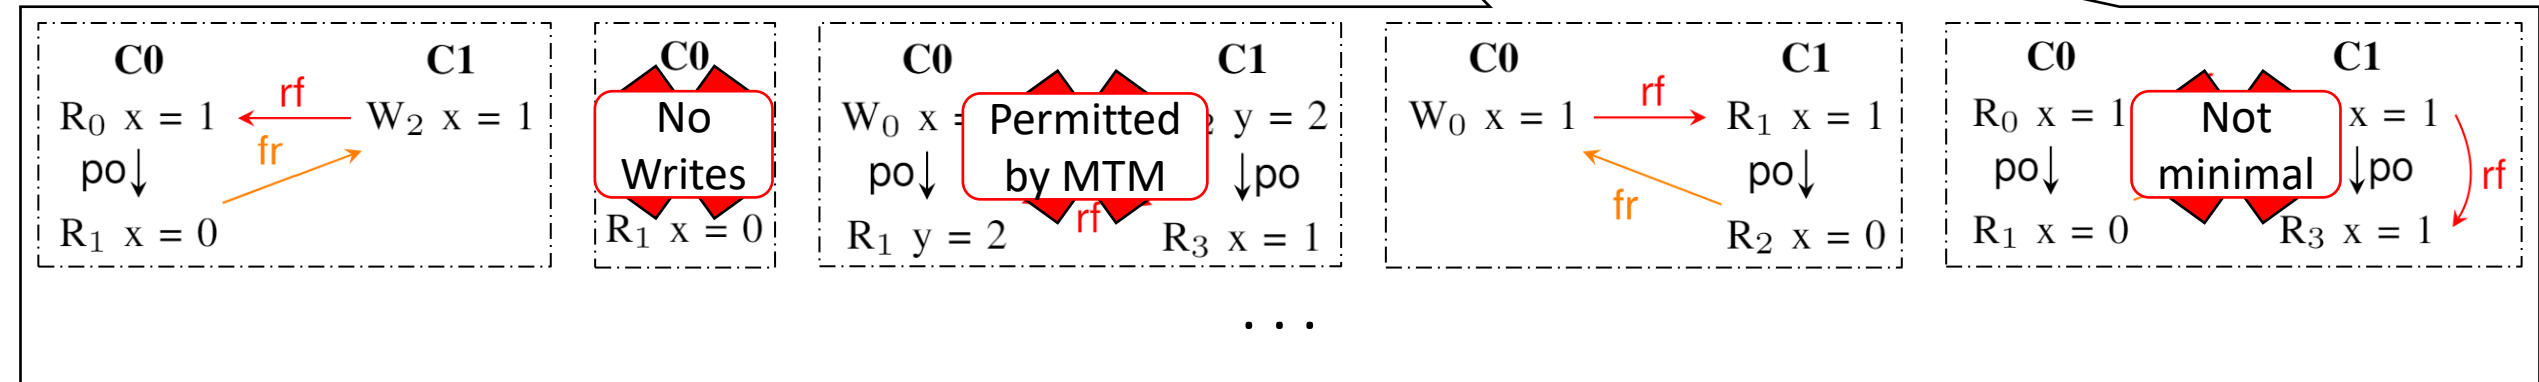 C0 C1
R0 x = 1 rf W2 x = 1
po fr
R1 x = 0
C0
No
Writes
R1 x = 0
C0 C1
W0 x = Permitted y = 2
po by MTM po
R1 y = 2 rf R3 x = 1
C0 C1
W0 x = 1 rf R1 x = 1
po
fr
R2 x = 0
C0 C1
R0 x = 1 Not x = 1
po minimal po rf
R1 x = 0 R3 x = 1
. . .